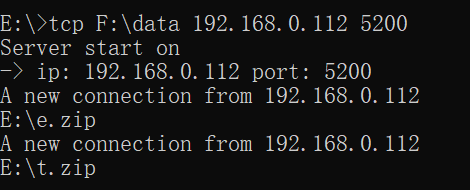 E:\>tcp F:\data 192.168.0.112 5200
Server start on
-> ip: 192.168.0.112 port: 5200
A new connection from 192.168.0.112
E:\e.zip
A new connection from 192.168.0.112
E:\t.zip